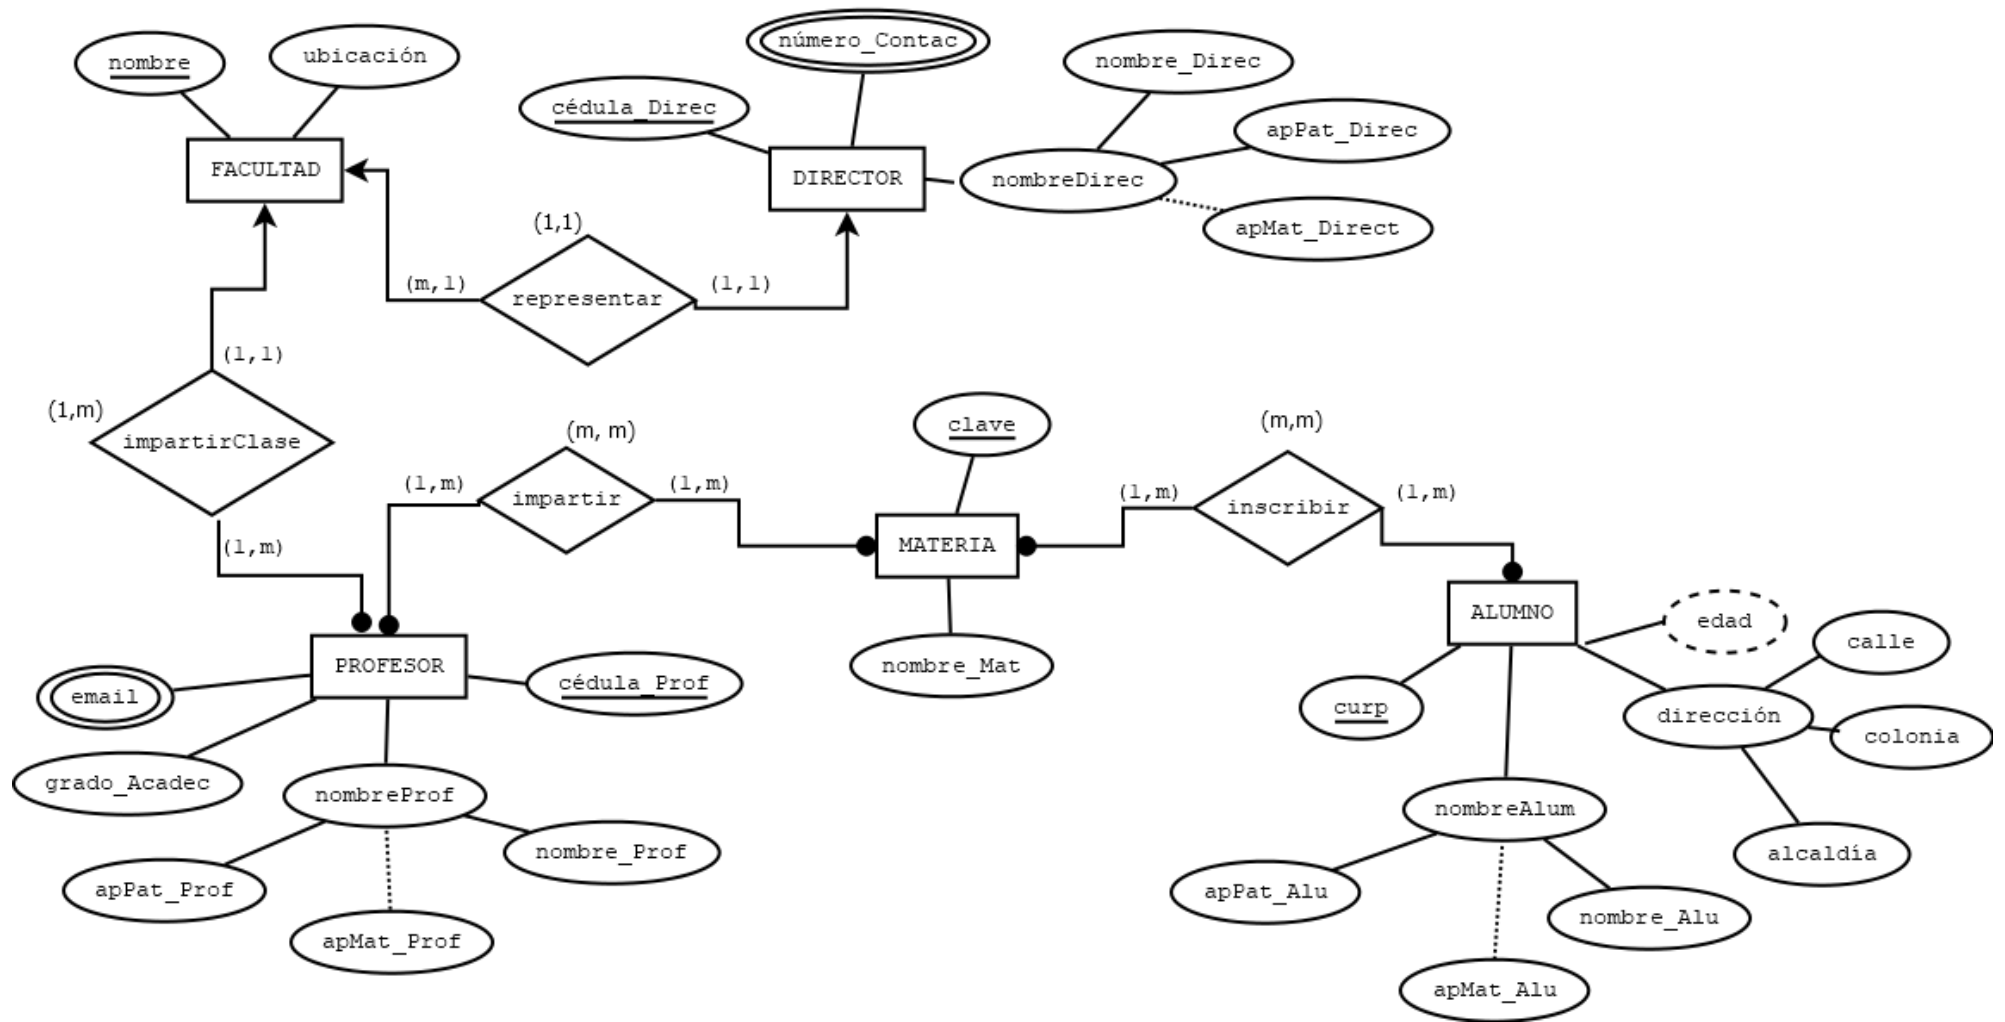 número_Contac
nombre
ubicación
nombre_Direc
cédula_Direc
apPat_Direc
FACULTAD
DIRECTOR
nombreDirec
apMat_Direct
(1,1)
(m,1)
representar
(1,1)
(1,1)
(1,m)
impartirClase
(m, m)
clave
(m,m)
(1,m)
impartir
(1,m)
(1,m)
inscribir
(1,m)
(1,m)
MATERIA
ALUMNO
edad
calle
PROFESOR
nombre_Mat
email
cédula_Prof
curp
dirección
colonia
grado_Acadec
nombreProf
nombreAlum
nombre_Prof
alcaldía
apPat_Prof
apPat_Alu
nombre_Alu
apMat_Prof
apMat_Alu